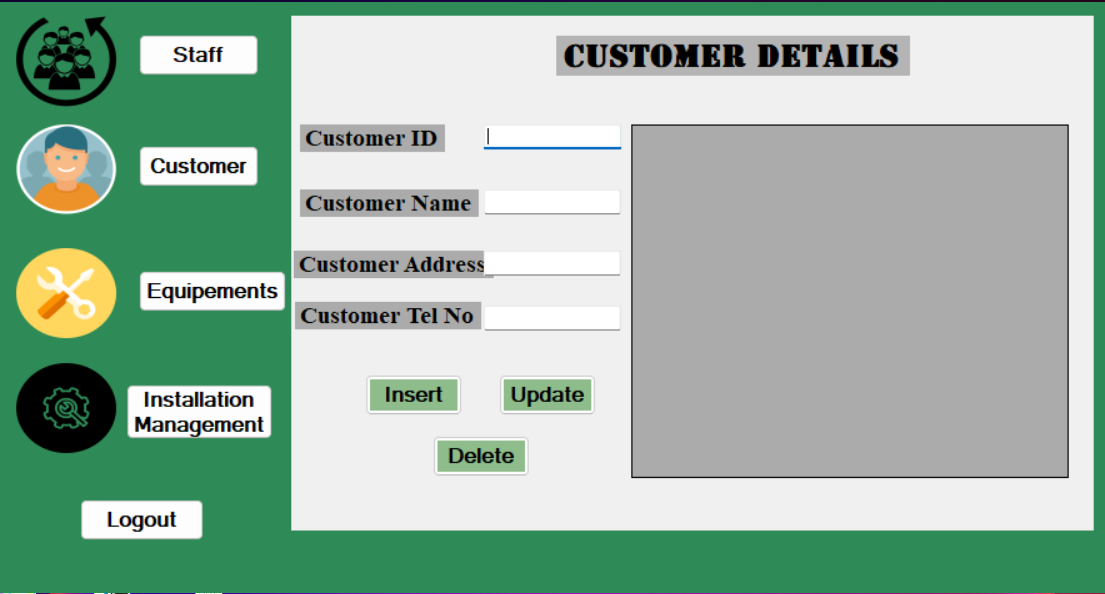 Staff
Customer
Equipements
Installation
Management
Logout
CUSTOMER DETAILS
Customer ID
Customer Name
Customer Address
Customer Tel No
Insert
Update
Delete